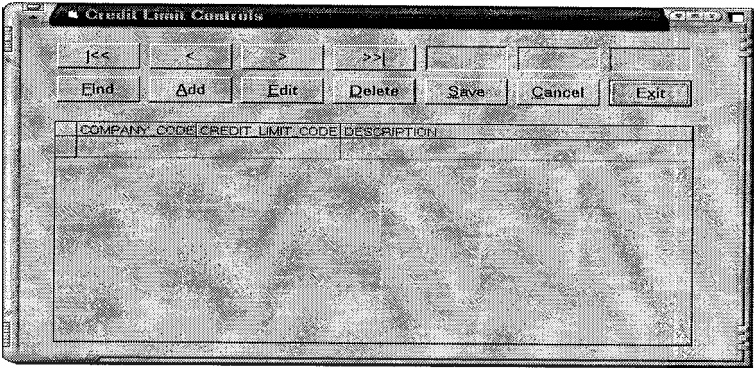 Credit Limit Controls
|<< < > >>|
Find Add Edit Delete Save Cancel Exit
COMPANY_CODE CREDIT_LIMIT_CODE DESCRIPTION